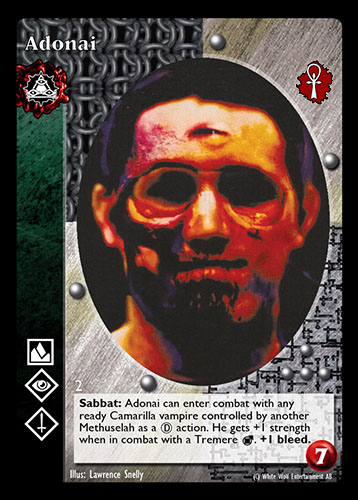 Adonai
2
Sabbat: Adonai can enter combat with any
ready Camarilla vampire controlled by another
Methuselah as a Ⓓ action. He gets +1 strength
when in combat with a Tremere . +1 bleed.
7
Illus: Lawrence Snelly
(C) White Wolf Entertainment AB